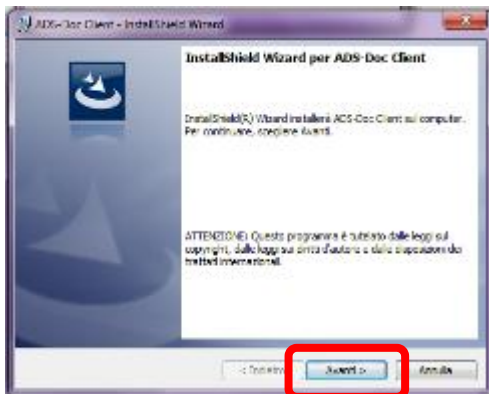 ADS-Doc Client - InstallShield Wizard
InstallShield Wizard per ADS-Doc Client
InstallShield(R) Wizard installerà ADS-Doc Client sul computer.
Per continuare, scegliere Avanti.
ATTENZIONE: Questo programma è tutelato dalle leggi sul
copyright, dalle leggi sui diritti d'autore e dalle disposizioni dei
trattati internazionali.
< Indietro
Avanti >
Annulla